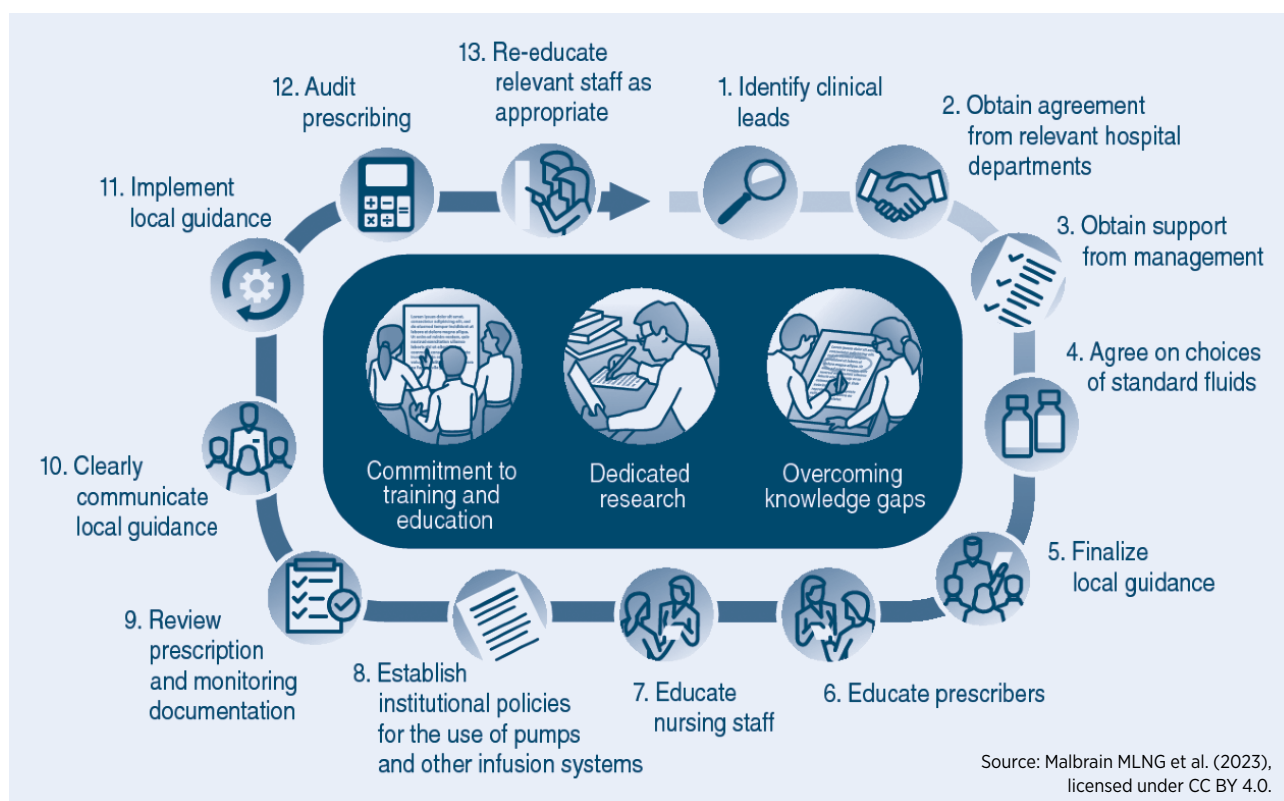 1. Identify clinical
leads
2. Obtain agreement
from relevant hospital
departments
3. Obtain support
from management
4. Agree on choices
of standard fluids
5. Finalize
local guidance
6. Educate prescribers
7. Educate
nursing staff
8. Establish
institutional policies
for the use of pumps
and other infusion systems
9. Review
prescription
and monitoring
documentation
10. Clearly
communicate
local guidance
11. Implement
local guidance
12. Audit
prescribing
13. Re-educate
relevant staff as
appropriate
Commitment to
training and
education
Dedicated
research
Overcoming
knowledge gaps
Source: Malbrain MLNG et al. (2023),
licensed under CC BY 4.0.